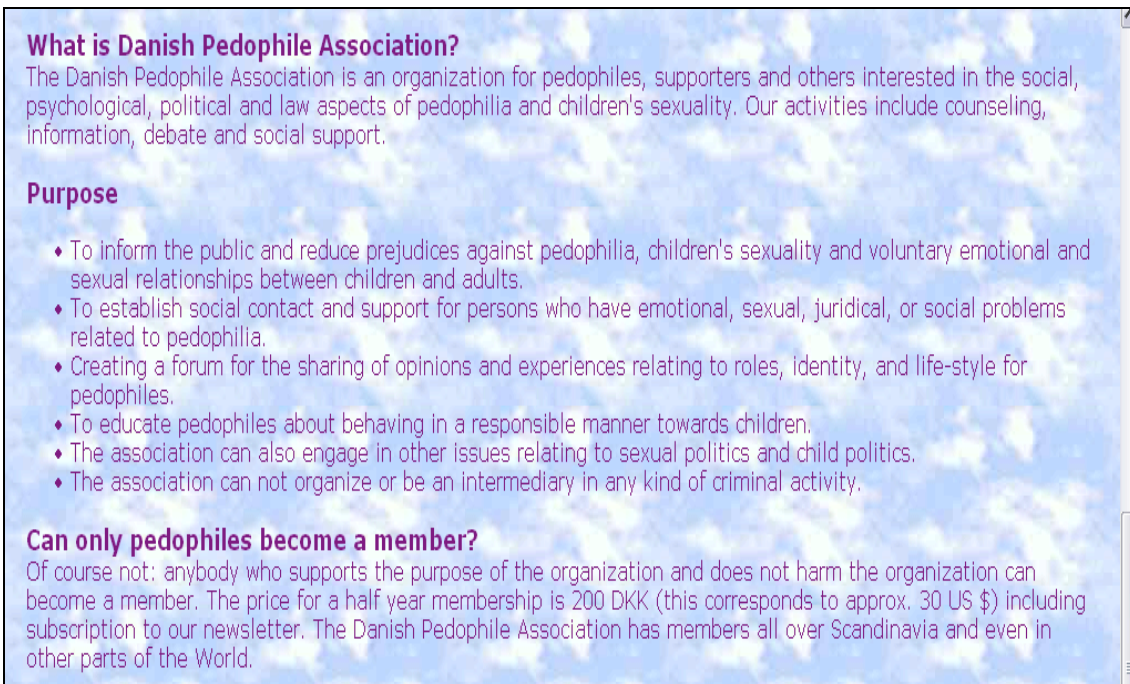 What is Danish Pedophile Association?
The Danish Pedophile Association is an organization for pedophiles, supporters and others interested in the social,
psychological, political and law aspects of pedophilia and children's sexuality. Our activities include counseling,
information, debate and social support.
Purpose
• To inform the public and reduce prejudices against pedophilia, children's sexuality and voluntary emotional and
sexual relationships between children and adults.
• To establish social contact and support for persons who have emotional, sexual, juridical, or social problems
related to pedophilia.
• Creating a forum for the sharing of opinions and experiences relating to roles, identity, and life-style for
pedophiles.
• To educate pedophiles about behaving in a responsible manner towards children.
• The association can also engage in other issues relating to sexual politics and child politics.
• The association can not organize or be an intermediary in any kind of criminal activity.
Can only pedophiles become a member?
Of course not: anybody who supports the purpose of the organization and does not harm the organization can
become a member. The price for a half year membership is 200 DKK (this corresponds to approx. 30 US $) including
subscription to our newsletter. The Danish Pedophile Association has members all over Scandinavia and even in
other parts of the World.